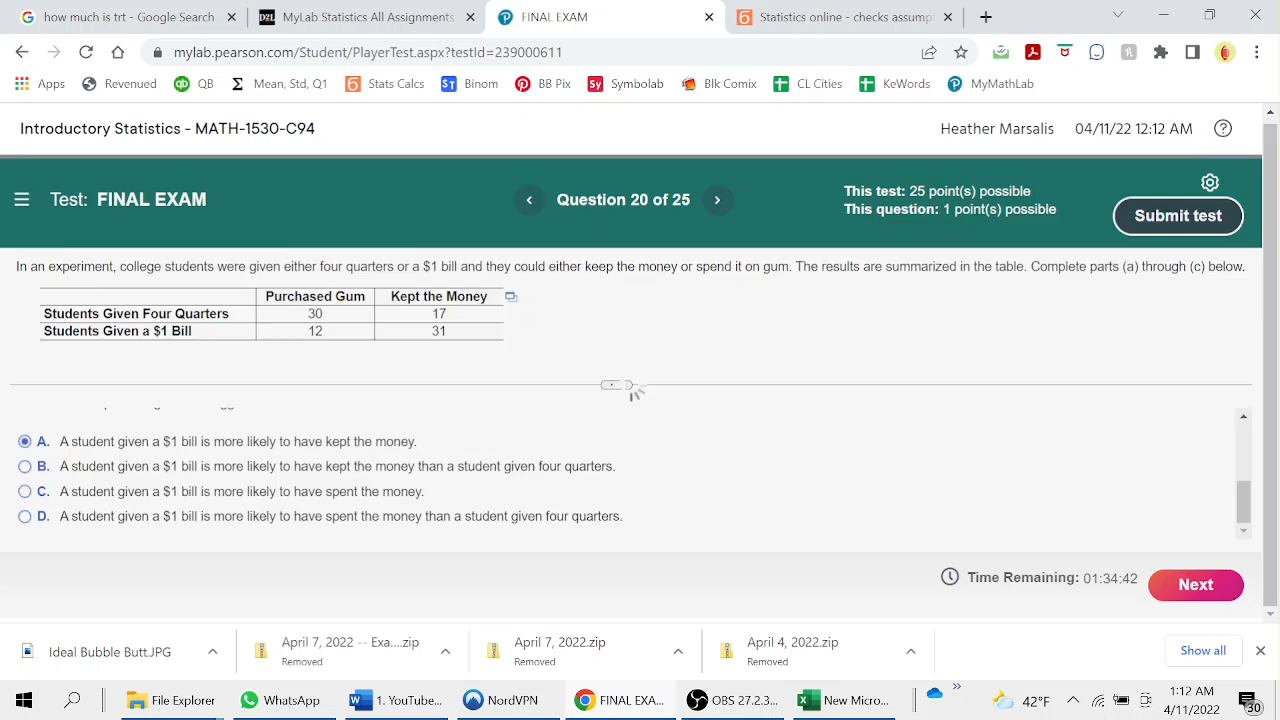 how much is trt - Google Search
D2L
MyLab Statistics All Assignments
FINAL EXAM
Statistics online - checks assump
mylab.pearson.com/Student/PlayerTest.aspx?testId=239000611
Apps
Revenued
QB
Mean, Std, Q1
Stats Calcs
Binom
BB Pix
Symbolab
Blk Comix
CL Cities
KeWords
MyMathLab
Introductory Statistics - MATH-1530-C94
Heather Marsalis
04/11/22 12:12 AM
Test: FINAL EXAM
Question 20 of 25
This test: 25 point(s) possible
This question: 1 point(s) possible
Submit test
In an experiment, college students were given either four quarters or a $1 bill and they could either keep the money or spend it on gum. The results are summarized in the table. Complete parts (a) through (c) below.
Purchased Gum Kept the Money
Students Given Four Quarters 30 17
Students Given a $1 Bill 12 31
A. A student given a $1 bill is more likely to have kept the money.
B. A student given a $1 bill is more likely to have kept the money than a student given four quarters.
C. A student given a $1 bill is more likely to have spent the money.
D. A student given a $1 bill is more likely to have spent the money than a student given four quarters.
Time Remaining: 01:34:42
Next
Ideal Bubble Butt.JPG
April 7, 2022 -- Exa....zip
Removed
April 7, 2022.zip
Removed
April 4, 2022.zip
Removed
Show all
File Explorer
WhatsApp
1. YouTube...
NordVPN
FINAL EXA...
OBS 27.2.3...
New Micro...
42°F
1:12 AM
4/11/2022
30